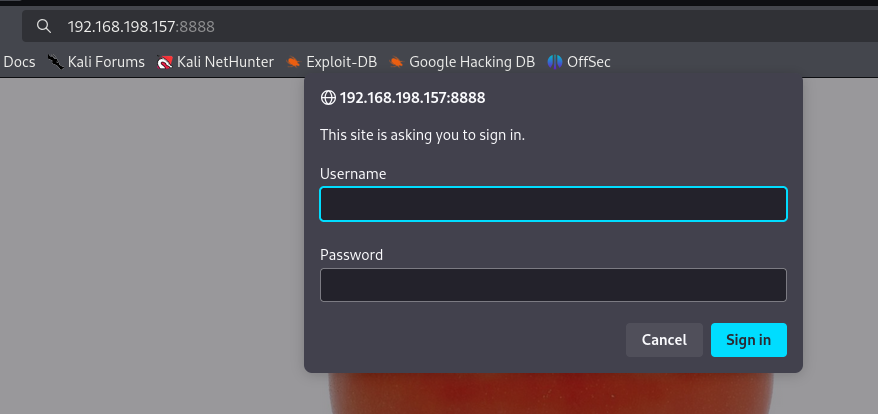 192.168.198.157:8888
Docs Kali Forums Kali NetHunter Exploit-DB Google Hacking DB OffSec
192.168.198.157:8888
This site is asking you to sign in.
Username
Password
Cancel Sign in